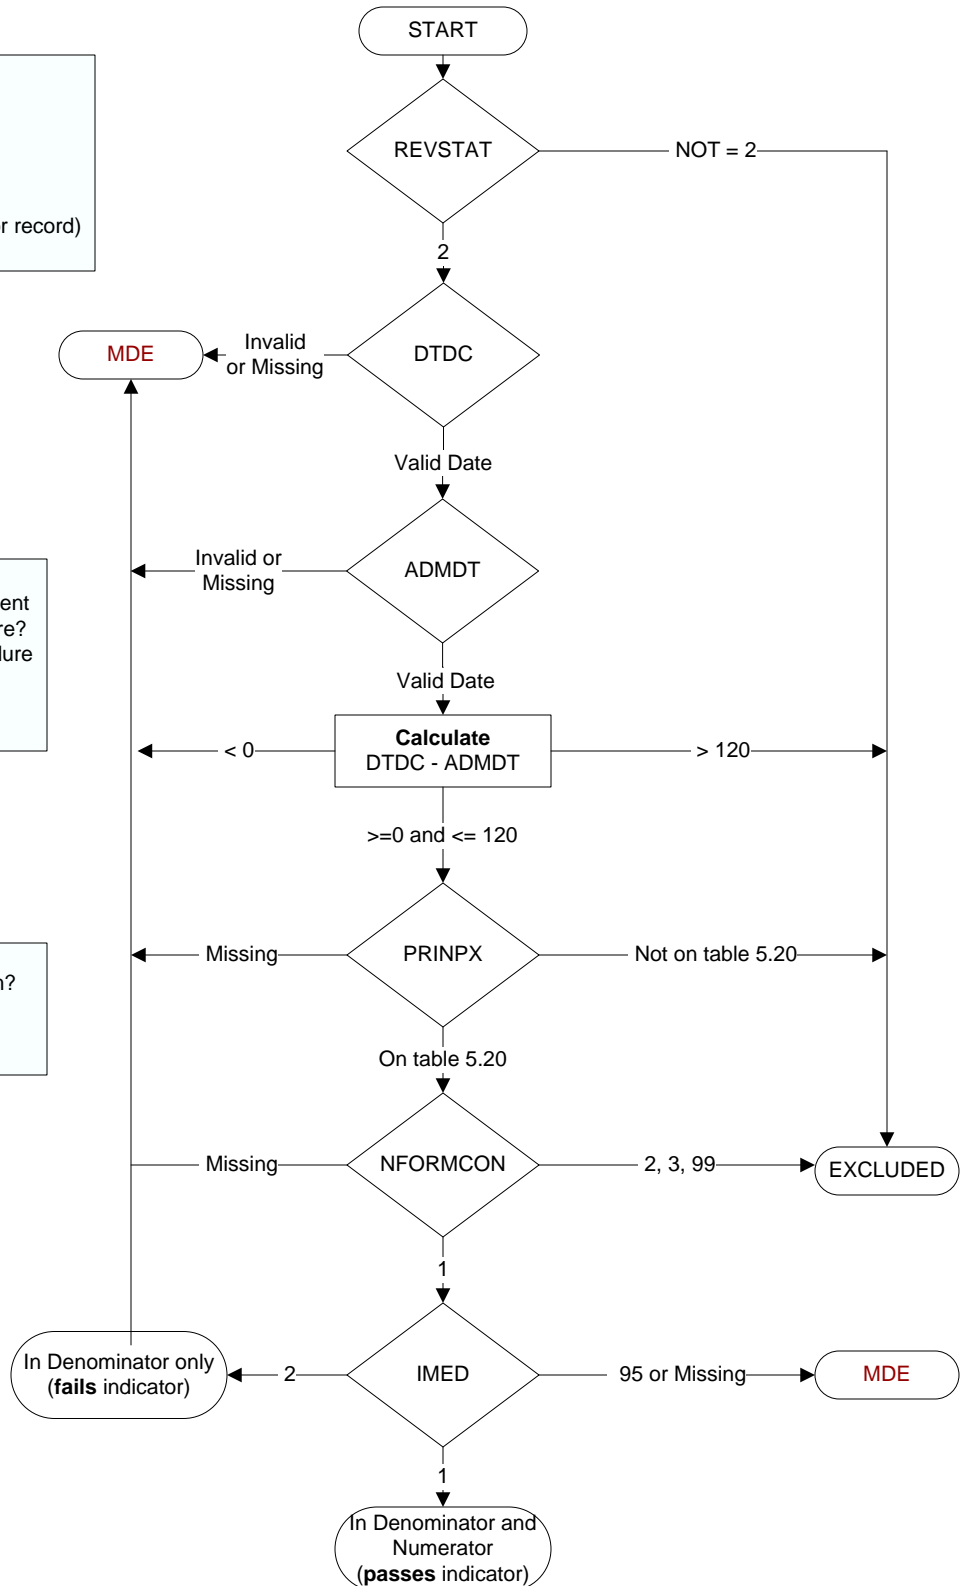 START
REVSTAT
NOT = 2
r record)
2
MDE
Invalid
or Missing
DTDC
Valid Date
Invalid or
Missing
ADMDT
ent
re?
lure
Valid Date
< 0
Calculate
DTDC - ADMDT
> 120
>=0 and <= 120
Missing
PRINPX
Not on table 5.20
n?
On table 5.20
Missing
NFORMCON
2, 3, 99
EXCLUDED
1
In Denominator only
(fails indicator)
2
IMED
95 or Missing
MDE
1
In Denominator and
Numerator
(passes indicator)